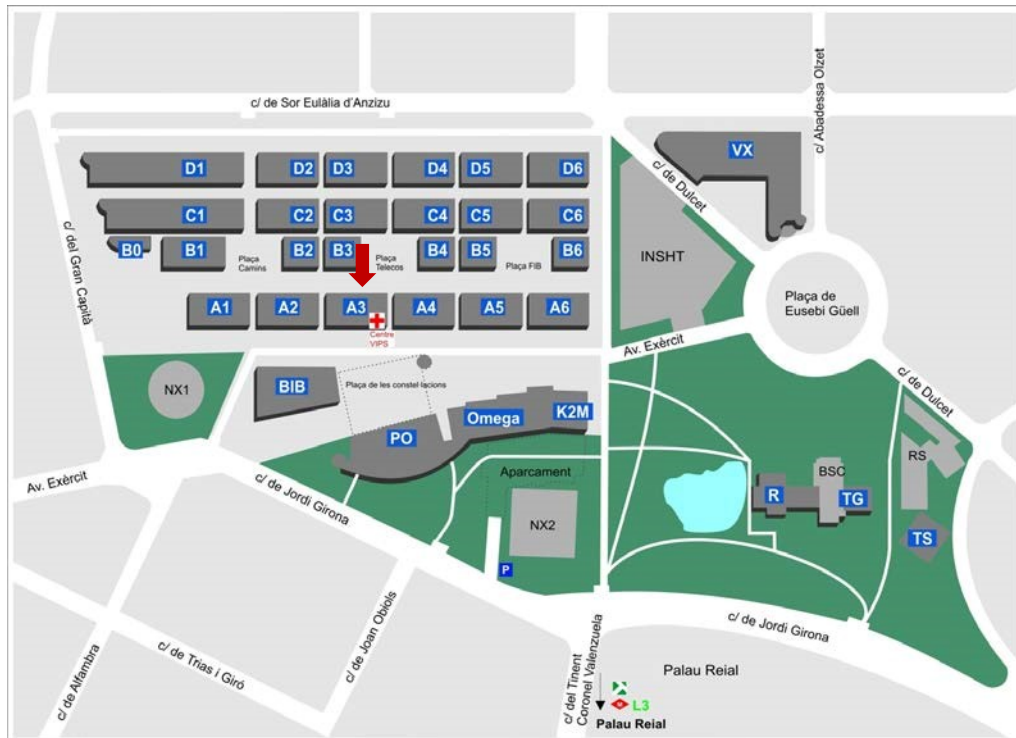 c/ Abadessa Olzet
c/ de Sor Eulàlia d'Anzizu
VX
D1
D2
D3
D4
D5
D6
c/ de Dulcet
C1
C2
C3
C4
C5
C6
c/ del Gran Capità
B0
B1
Plaça
Camins
B2
B3
Plaça
Telecos
B4
B5
Plaça FIB
B6
INSHT
Plaça de
Eusebi Güell
A1
A2
A3
A4
A5
A6
Centre
VIPS
Av. Exèrcit
NX1
BIB
Plaça de les constel·lacions
c/ de Dulcet
PO
Omega
K2M
Av. Exèrcit
c/ de Jordi Girona
Aparcament
NX2
P
R
BSC
TG
RS
TS
c/ de Jordi Girona
c/ de Alfambra
c/ de Trias i Giró
c/ de Joan Obiols
c/ del Tinent
Coronel Valenzuela
Palau Reial
L3
Palau Reial